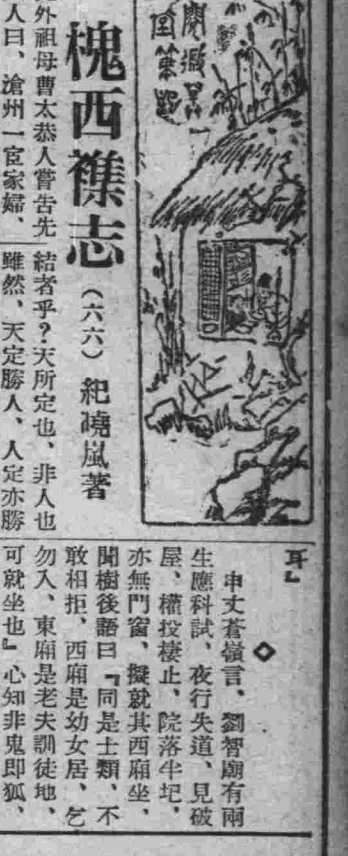 閱微草
堂筆記
槐西襍志
(六六)紀曉嵐著
外祖母曹太恭人嘗告先
人曰、滄州一宦家婦、
結者乎?天所定也、非人也
雖然、天定勝人、人定亦勝
耳』
◇
申丈蒼嶺言、劉智廟有兩
生應科試、夜行失道、見破
屋、權投棲止、院落半圮、
亦無門窗、擬就其西廂坐、
聞樹後語曰『同是士類、不
敢相拒、西廂是幼女居、乞
勿入、東廂是老夫訓徒地、
可就坐也』心知非鬼即狐、